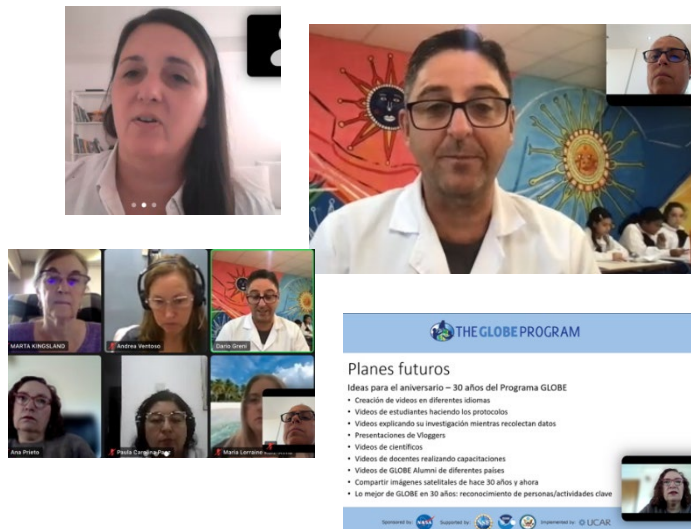 MARTA KINGSLAND
Andrea Ventoso
Dario Greni
Ana Prieto
Paula Carolina Paez
Maria Lorraine
THE GLOBE PROGRAM
Planes futuros
Ideas para el aniversario – 30 años del Programa GLOBE
• Creación de videos en diferentes idiomas
• Videos de estudiantes haciendo los protocolos
• Videos explicando su investigación mientras recolectan datos
• Presentaciones de Vloggers
• Videos de científicos
• Videos de docentes realizando capacitaciones
• Videos de GLOBE Alumni de diferentes países
• Compartir imágenes satelitales de hace 30 años y ahora
• Lo mejor de GLOBE en 30 años: reconocimiento de personas/actividades clave
Sponsored by: NASA Supported by: Implemented by: UCAR